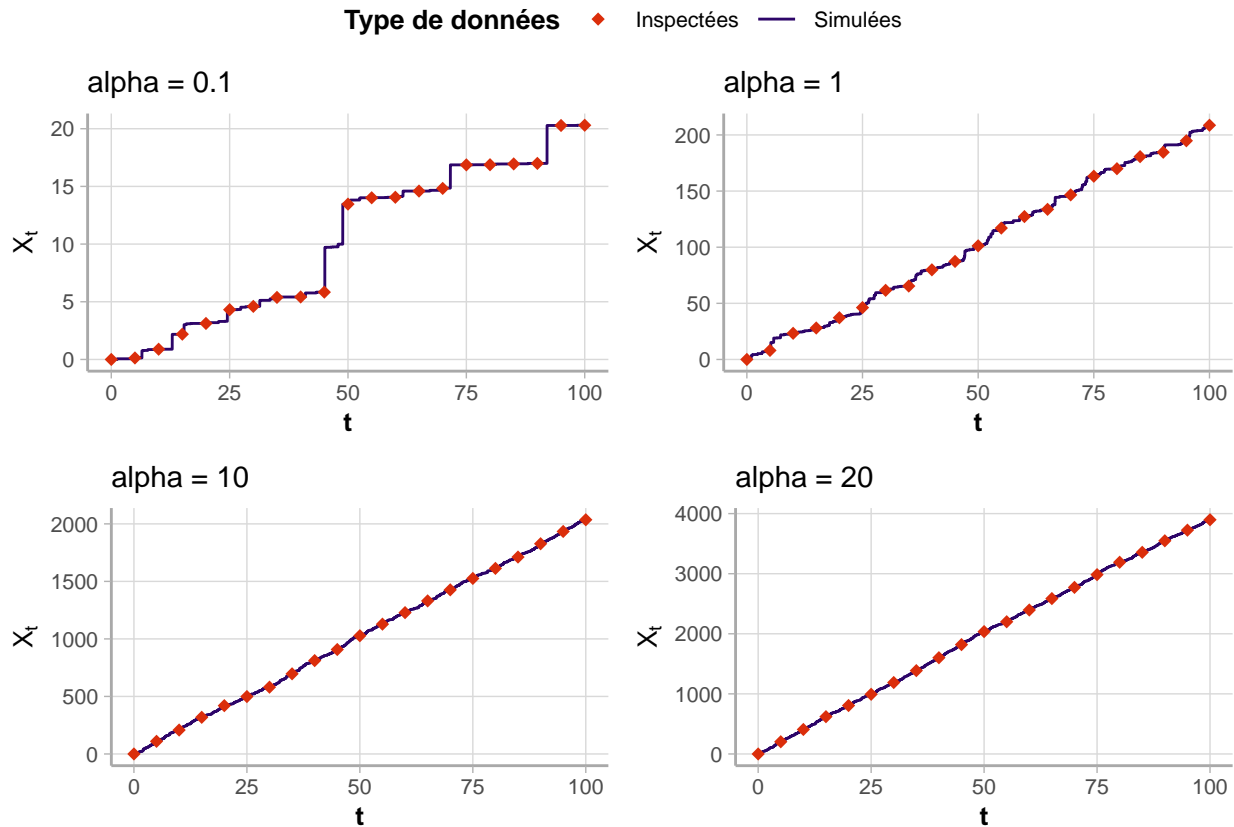 Type de données Inspectées Simulées
alpha = 0.1
20
15
10
5
0
X_t
0 25 50 75 100
t
alpha = 1
200
150
100
50
0
X_t
0 25 50 75 100
t
alpha = 10
2000
1500
1000
500
0
X_t
0 25 50 75 100
t
alpha = 20
4000
3000
2000
1000
0
X_t
0 25 50 75 100
t